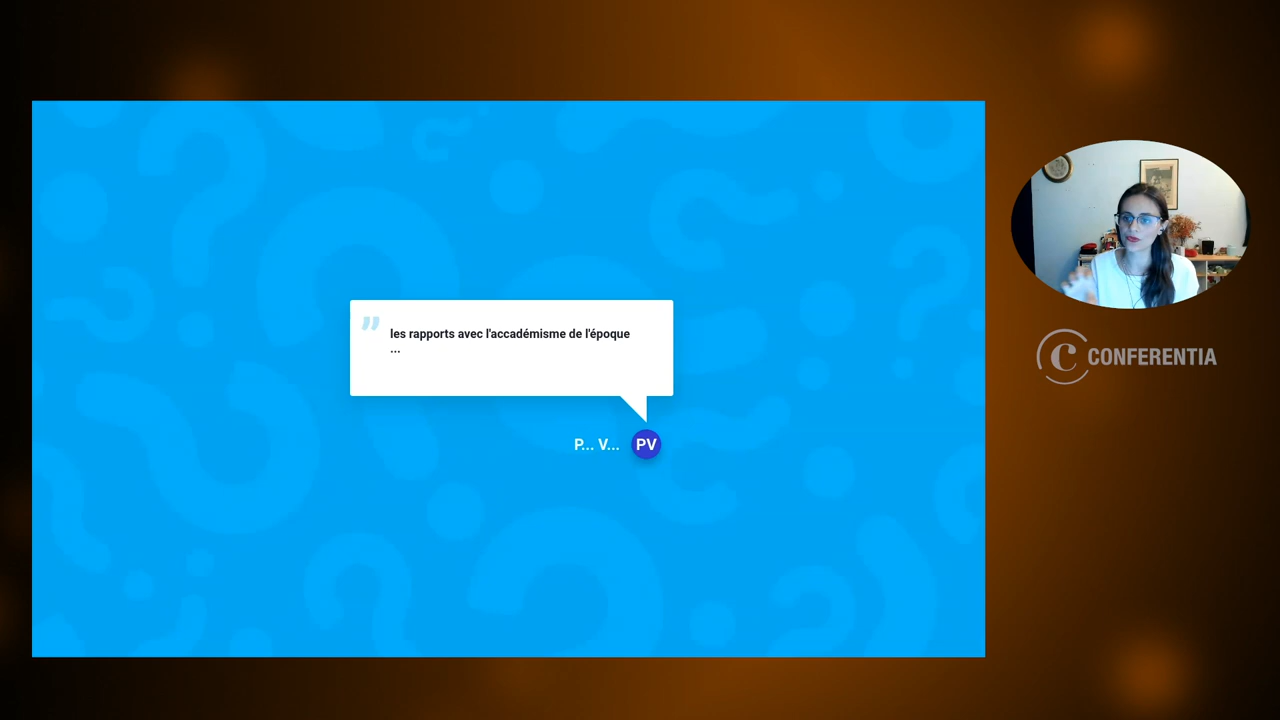 les rapports avec l'accadémisme de l'époque
...
P... V...
PV
C CONFERENTIA